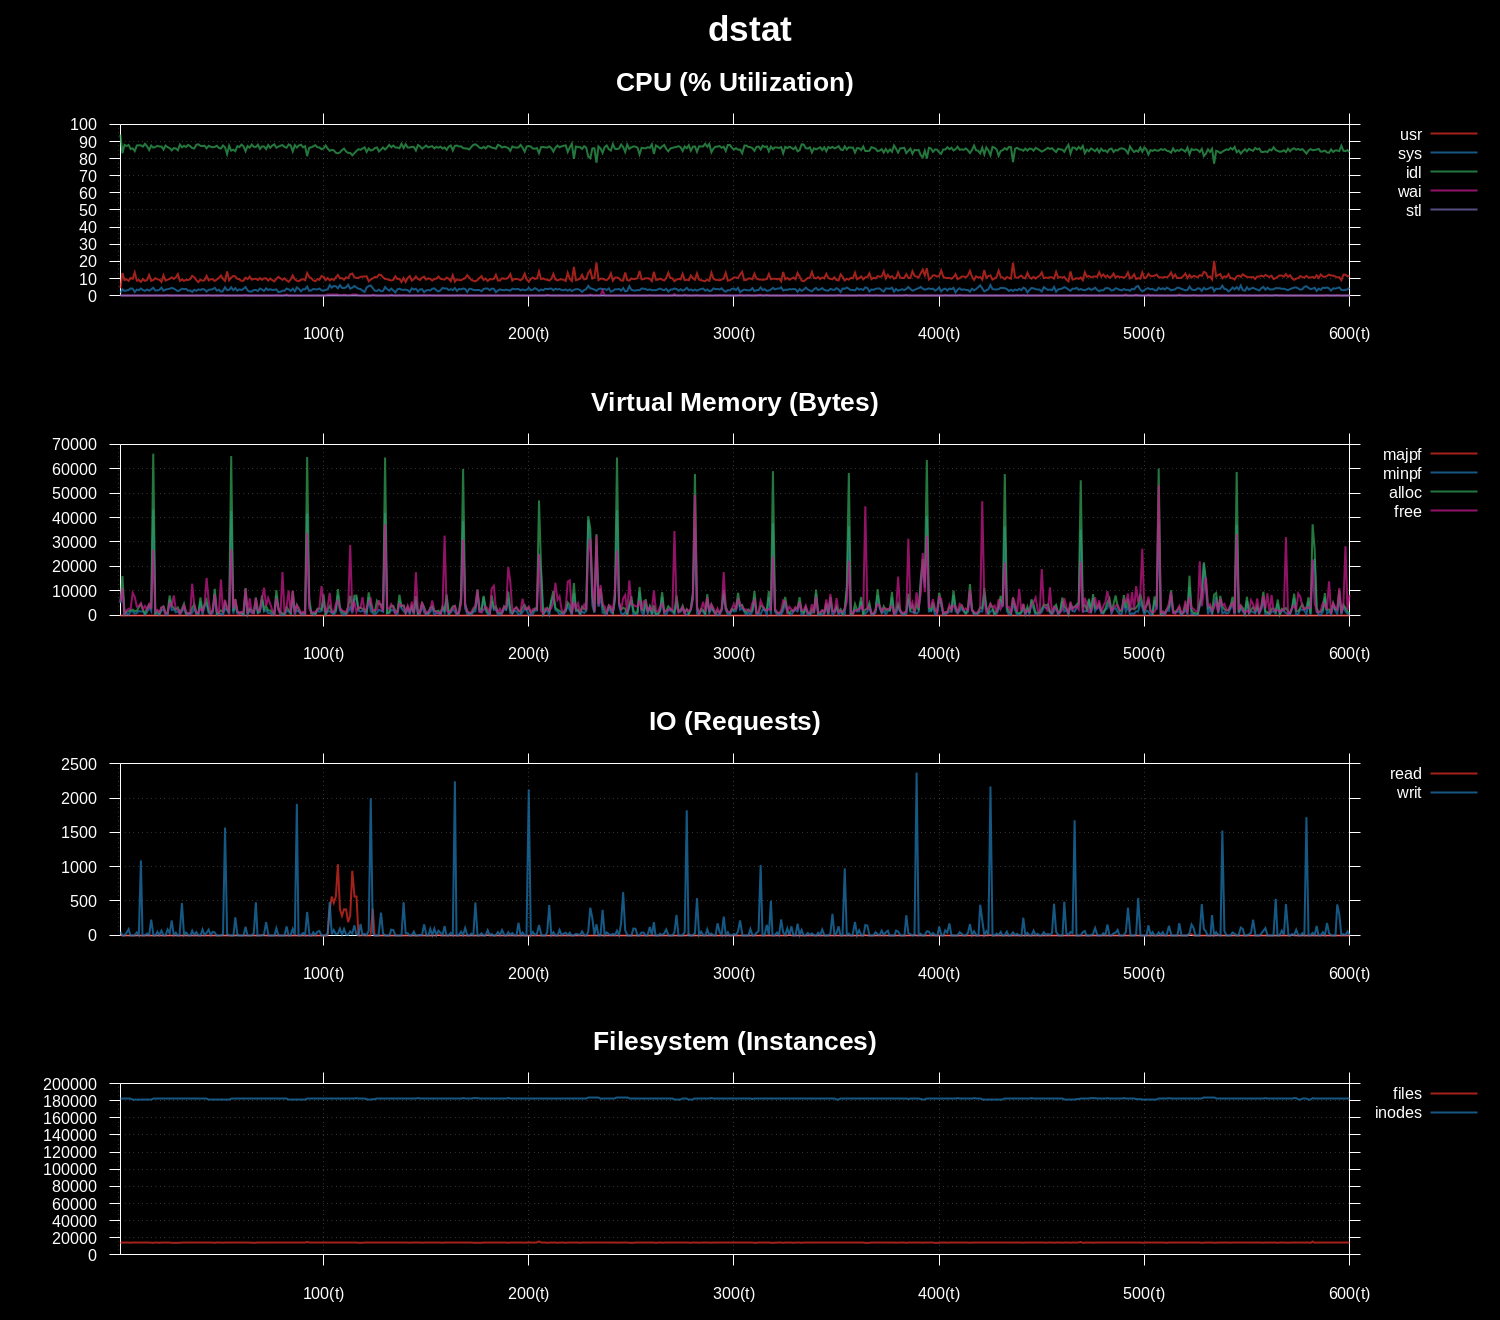 dstat
CPU (% Utilization)
100
90
80
70
60
50
40
30
20
10
0
100(t) 200(t) 300(t) 400(t) 500(t) 600(t)
usr
sys
idl
wai
stl
Virtual Memory (Bytes)
70000
60000
50000
40000
30000
20000
10000
0
100(t) 200(t) 300(t) 400(t) 500(t) 600(t)
majpf
minpf
alloc
free
IO (Requests)
2500
2000
1500
1000
500
0
100(t) 200(t) 300(t) 400(t) 500(t) 600(t)
read
writ
Filesystem (Instances)
200000
180000
160000
140000
120000
100000
80000
60000
40000
20000
0
100(t) 200(t) 300(t) 400(t) 500(t) 600(t)
files
inodes